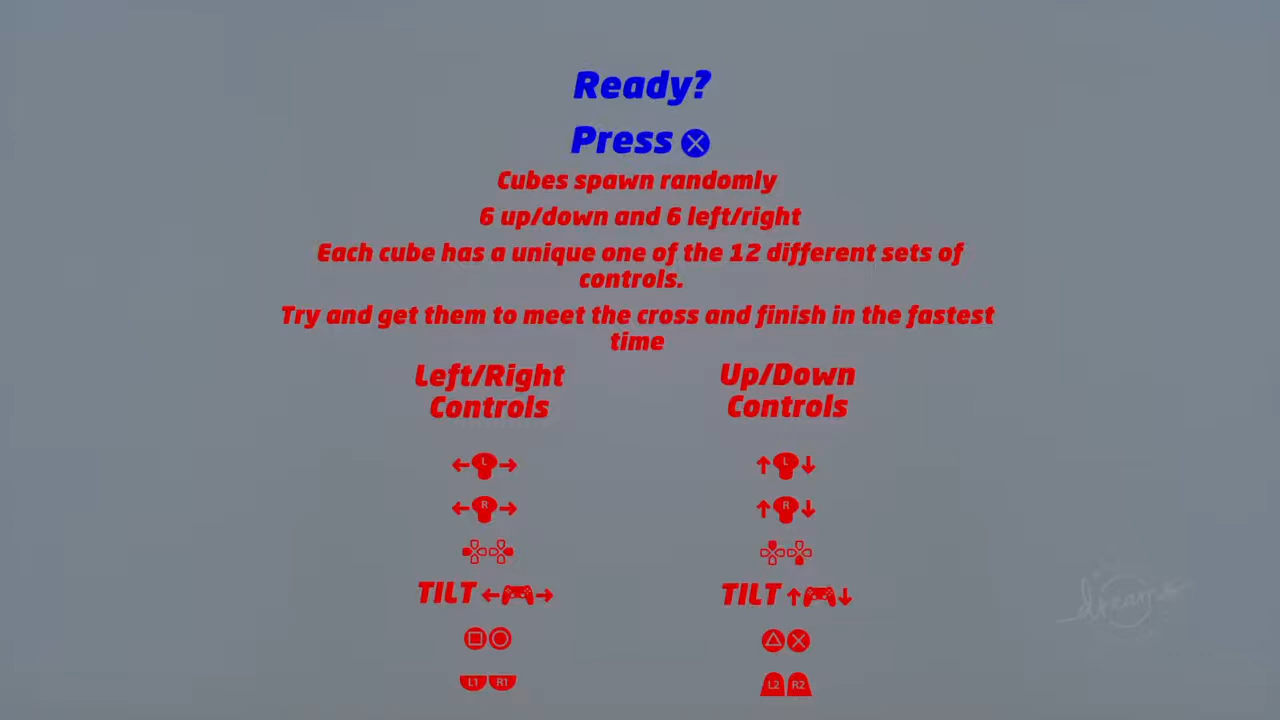 Ready?
Press ⓧ
Cubes spawn randomly
6 up/down and 6 left/right
Each cube has a unique one of the 12 different sets of
controls.
Try and get them to meet the cross and finish in the fastest
time
Left/Right
Controls
Up/Down
Controls
←L→
↑L↓
←R→
↑R↓
TILT ←→
TILT ↑↓
□○
△✕
L1 R1
L2 R2
dreams